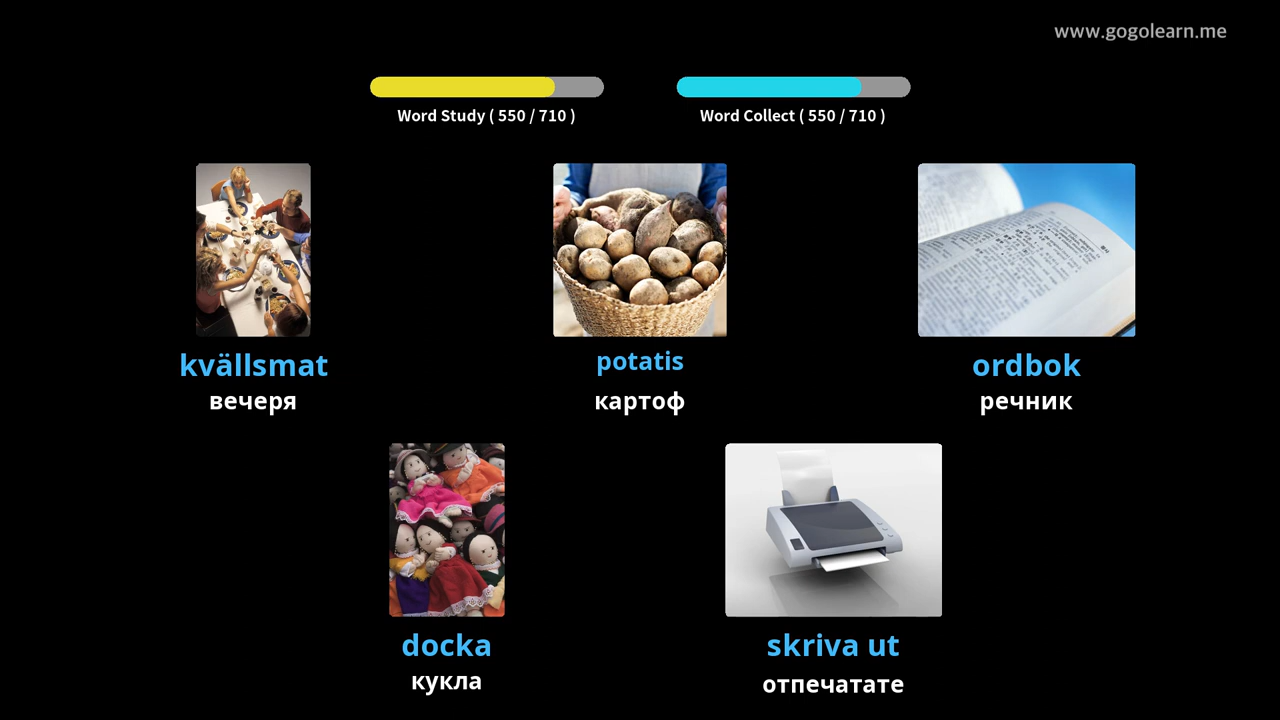 www.gogolearn.me
Word Study ( 550 / 710 )
Word Collect ( 550 / 710 )
kvällsmat
вечеря
potatis
картоф
ordbok
речник
docka
кукла
skriva ut
отпечатате